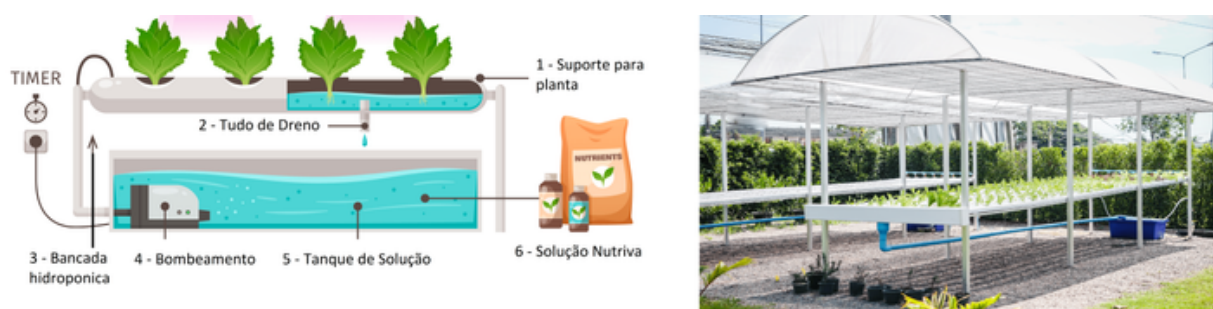 TIMER
1 - Suporte para
planta
2 - Tudo de Dreno
NUTRIENTS
3 - Bancada
hidroponica
4 - Bombeamento
5 - Tanque de Solução
6 - Solução Nutriva